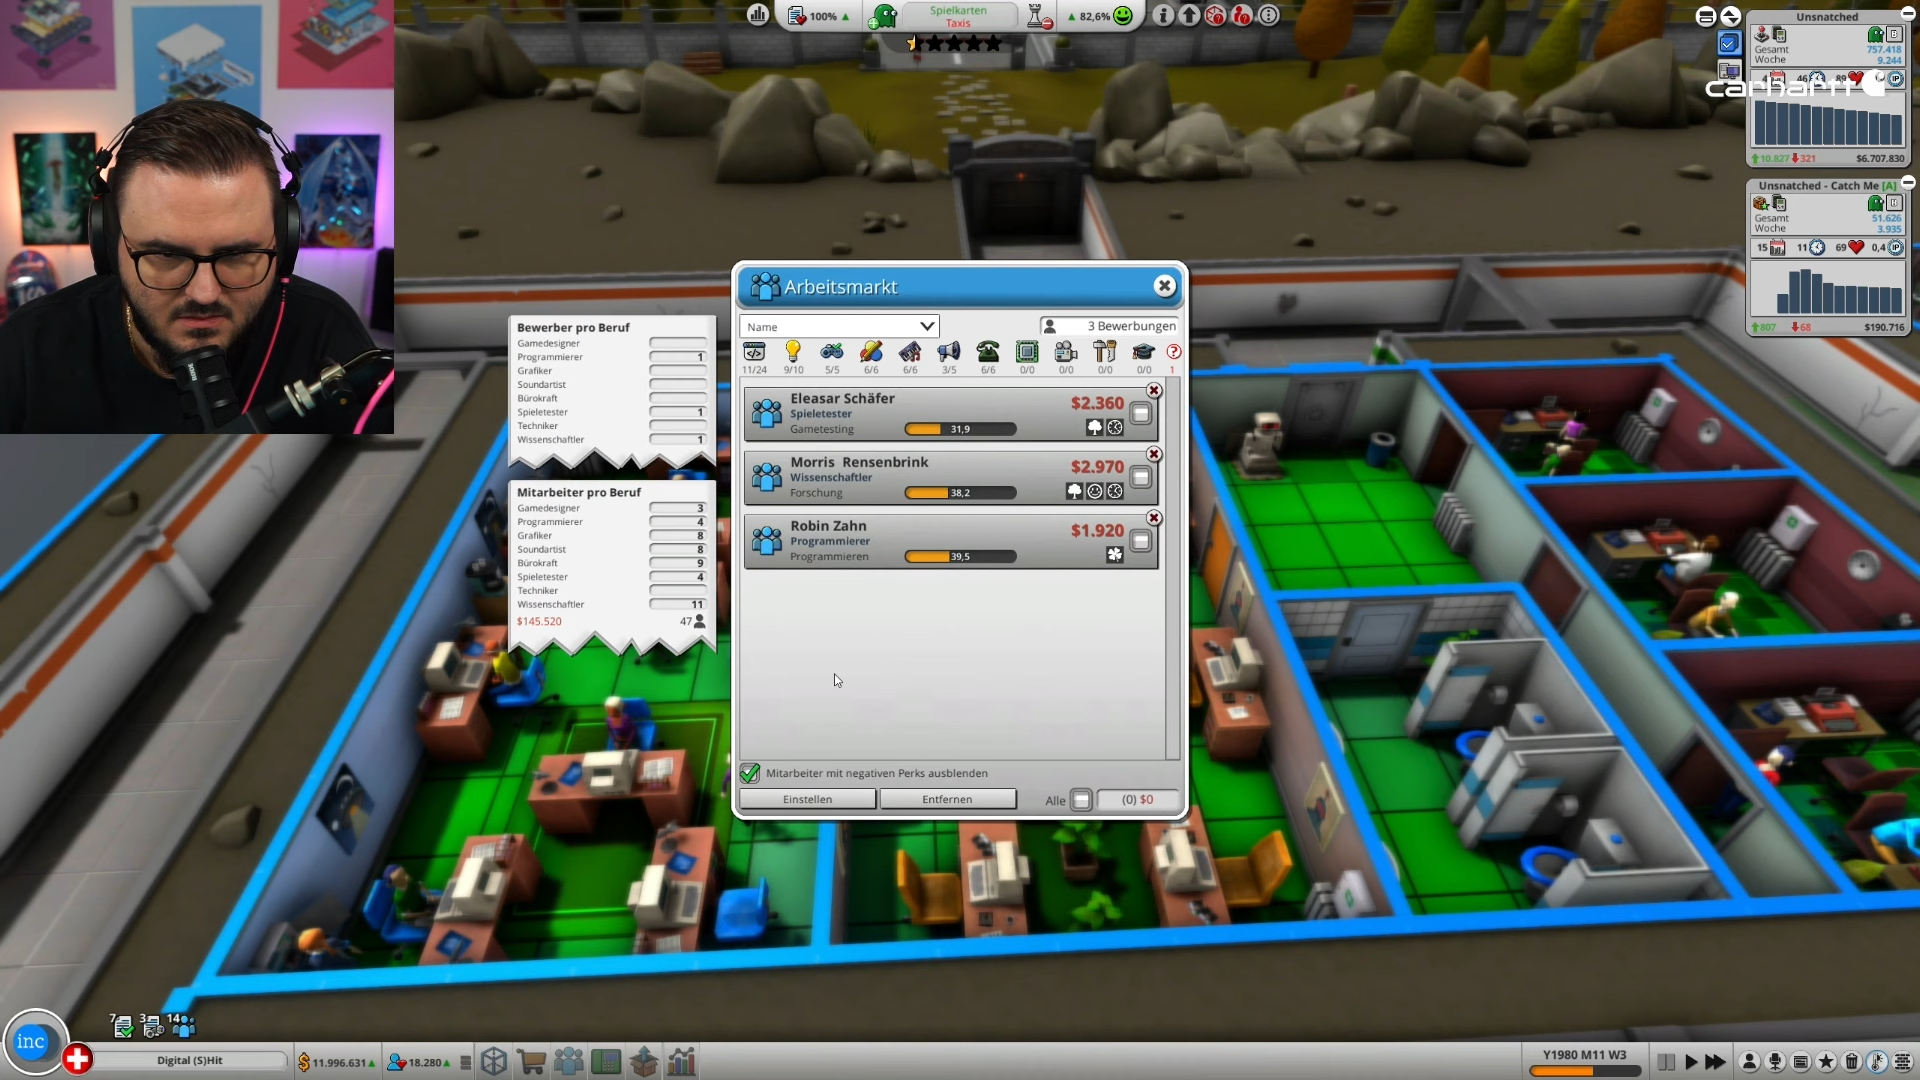 100%
Spielkarten
Taxis
82,6%
Unsnatched
Gesamt
757.418
Woche
9.244
carhartt
10.827 321 $6.707.830
Unsnatched - Catch Me [A]
Gesamt
51.626
Woche
3.935
15 11 69 0,4 IP
807 68 $190.716
Arbeitsmarkt
Name
3 Bewerbungen
11/24 9/10 5/5 6/6 6/6 3/5 6/6 0/0 0/0 0/0 0/0 1
Eleasar Schäfer
$2.360
Spieletester
Gametesting 31,9
Morris Rensenbrink
$2.970
Wissenschaftler
Forschung 38,2
Robin Zahn
$1.920
Programmierer
Programmieren 39,5
Mitarbeiter mit negativen Perks ausblenden
Einstellen Entfernen Alle (0) $0
Bewerber pro Beruf
Gamedesigner
Programmierer 1
Grafiker
Soundartist
Bürokraft
Spieletester 1
Techniker
Wissenschaftler 1
Mitarbeiter pro Beruf
Gamedesigner 3
Programmierer 4
Grafiker 8
Soundartist 8
Bürokraft 9
Spieletester 4
Techniker
Wissenschaftler 11
$145.520 47
7 3 14
inc
Digital (S)Hit
$ 11.996.631
18.280
Y1980 M11 W3